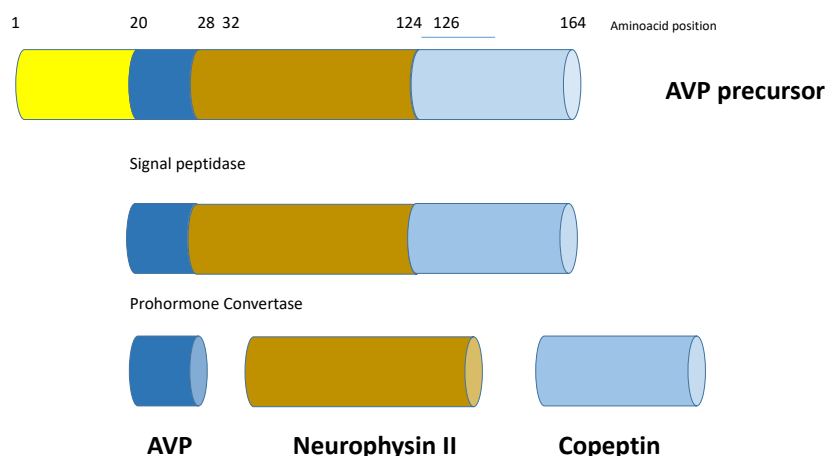 1 20 28 32 124 126 164 Aminoacid position
AVP precursor
Signal peptidase
Prohormone Convertase
AVP Neurophysin II Copeptin